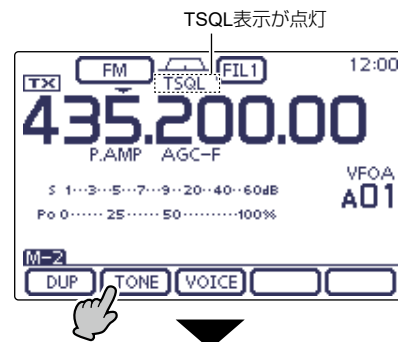 TSQL表示が点灯
FM FIL1 12:00
TX TSQL
435.200.00
P.AMP AGC-F
VFOA
S 1···3···5···7···9··20··40··60dB
A01
Po 0······ 25 ······ 50 ··········100%
M-2
DUP TONE VOICE